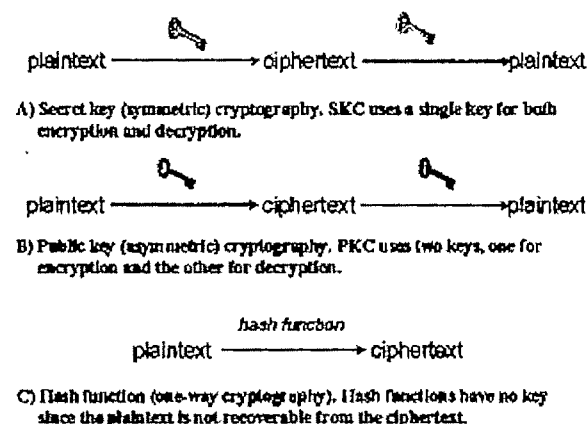 plaintext ciphertext plaintext
A) Secret key (symmetric) cryptography. SKC uses a single key for both
encryption and decryption.
plaintext ciphertext plaintext
B) Public key (asymmetric) cryptography. PKC uses two keys, one for
encryption and the other for decryption.
hash function
plaintext ciphertext
C) Hash function (one-way cryptography). Hash functions have no key
since the plaintext is not recoverable from the ciphertext.